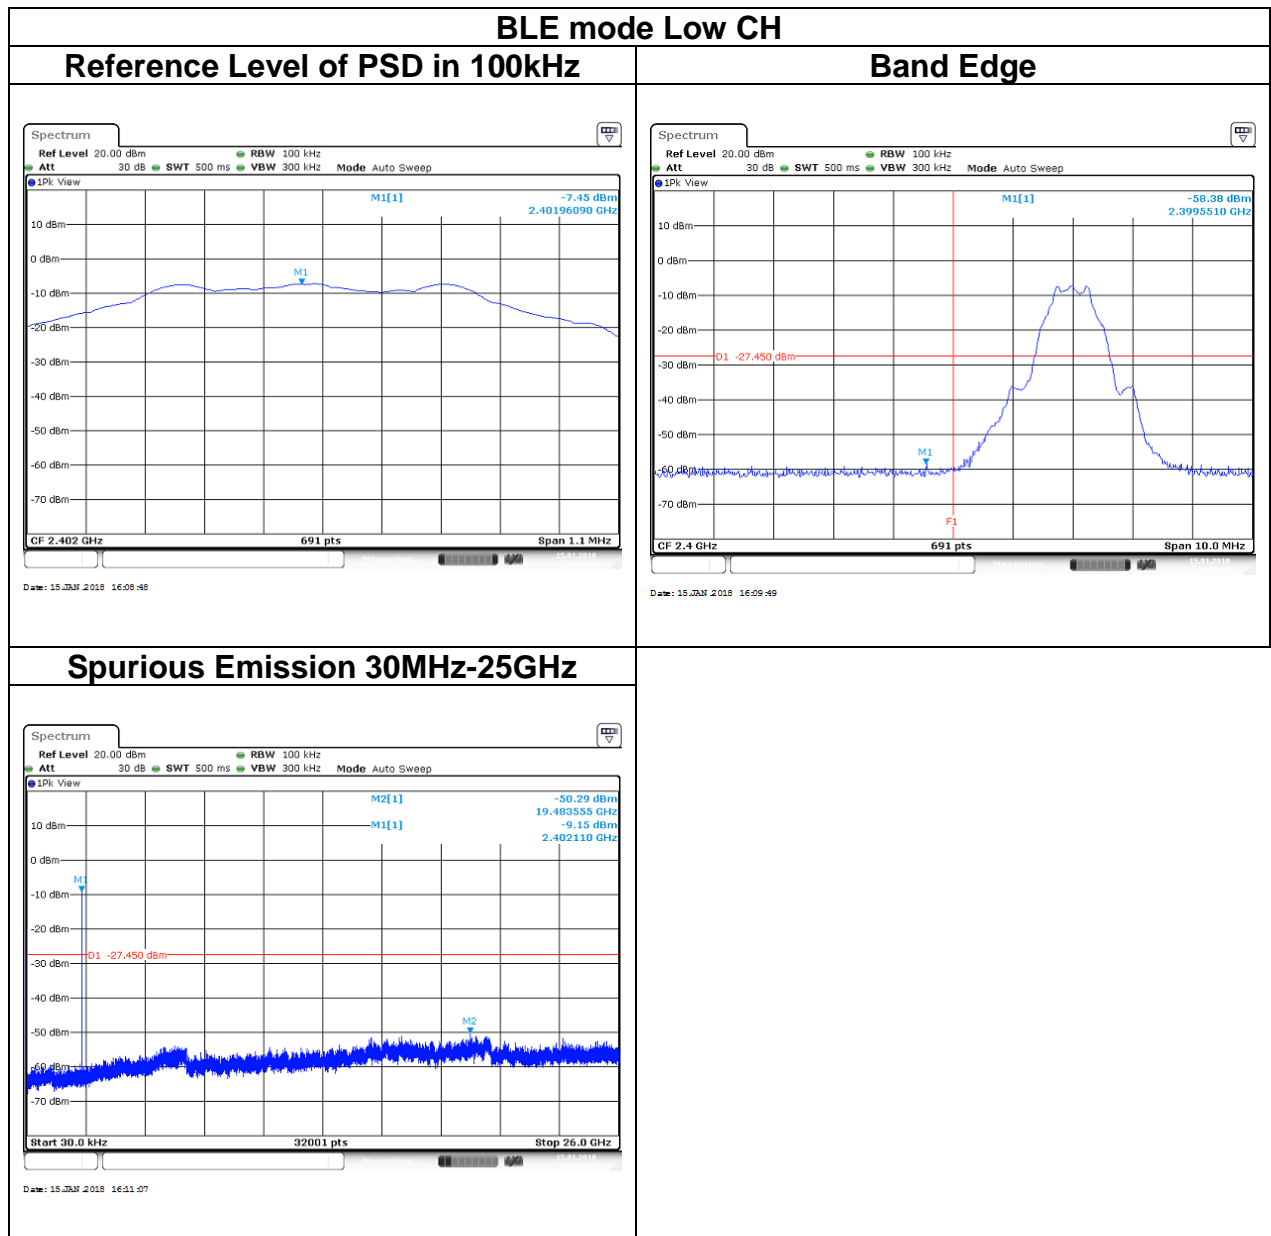 BLE mode Low CH
Reference Level of PSD in 100kHz
Band Edge
Spectrum
Ref Level 20.00 dBm RBW 100 kHz
Att 30 dB SWT 500 ms VBW 300 kHz Mode Auto Sweep
1Pk View
M1[1] -7.45 dBm
2.40196090 GHz
10 dBm
0 dBm
M1
-10 dBm
-20 dBm
-30 dBm
-40 dBm
-50 dBm
-60 dBm
-70 dBm
CF 2.402 GHz 691 pts Span 1.1 MHz
Date: 15.JAN.2018 16:08:48
Spectrum
Ref Level 20.00 dBm RBW 100 kHz
Att 30 dB SWT 500 ms VBW 300 kHz Mode Auto Sweep
1Pk View
M1[1] -58.38 dBm
2.3995510 GHz
10 dBm
0 dBm
-10 dBm
-20 dBm
D1 -27.450 dBm
-30 dBm
-40 dBm
-50 dBm
M1
-60 dBm
-70 dBm
F1
CF 2.4 GHz 691 pts Span 10.0 MHz
15.01.2018
Date: 15.JAN.2018 16:09:49
Spurious Emission 30MHz-25GHz
Spectrum
Ref Level 20.00 dBm RBW 100 kHz
Att 30 dB SWT 500 ms VBW 300 kHz Mode Auto Sweep
1Pk View
M2[1] -50.29 dBm
19.483555 GHz
10 dBm M1[1] -9.15 dBm
2.402110 GHz
0 dBm
M1
-10 dBm
-20 dBm
D1 -27.450 dBm
-30 dBm
-40 dBm
M2
-50 dBm
-60 dBm
-70 dBm
Start 30.0 kHz 32001 pts Stop 26.0 GHz
Date: 15.JAN.2018 16:11:07